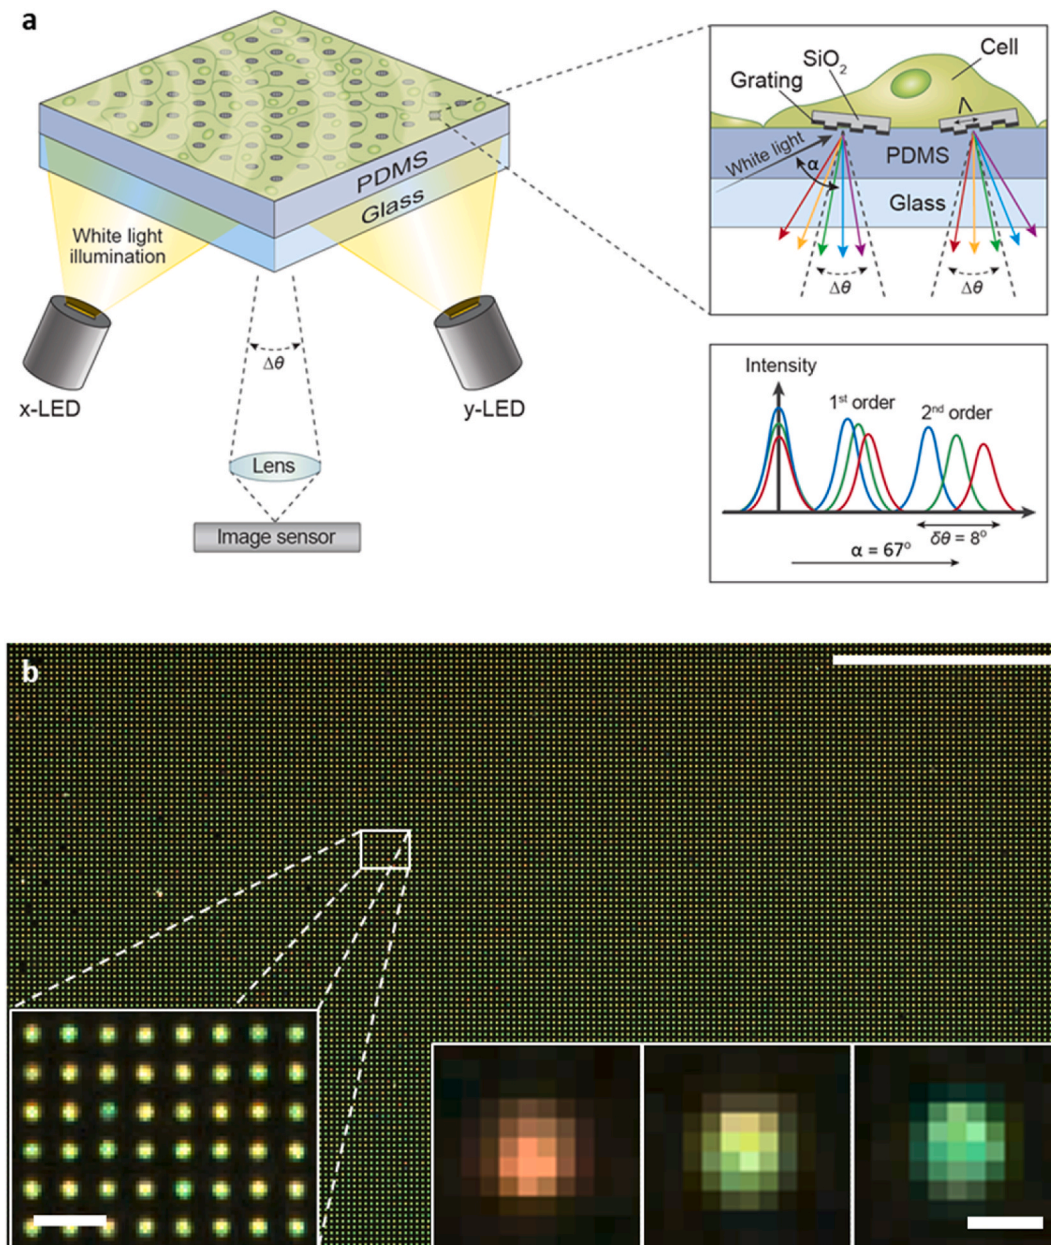 a
White light
illumination
x-LED
PDMS
Glass
y-LED
Δθ
Lens
Image sensor
Grating
SiO₂
Cell
Λ
White light
α
PDMS
Glass
Δθ
Δθ
Intensity
1st order
2nd order
δθ = 8°
α = 67°
b